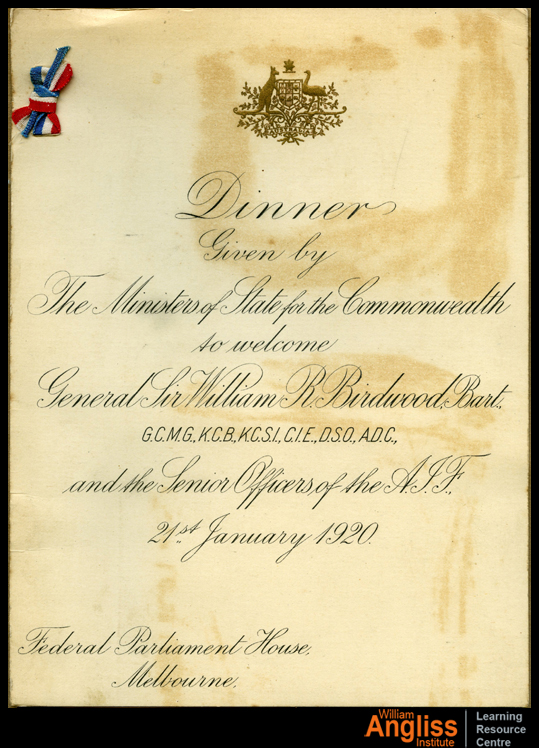 Dinner
Given by
The Ministers of State for the Commonwealth
to welcome
General Sir William R. Birdwood, Bart.,
G.C.M.G., K.C.B., K.C.S.I., C.I.E., D.S.O., A.D.C.,
and the Senior Officers, of the A.I.F.,
21st January 1920.
Federal Parliament House,
Melbourne.
William
Angliss
Institute
Learning
Resource
Centre